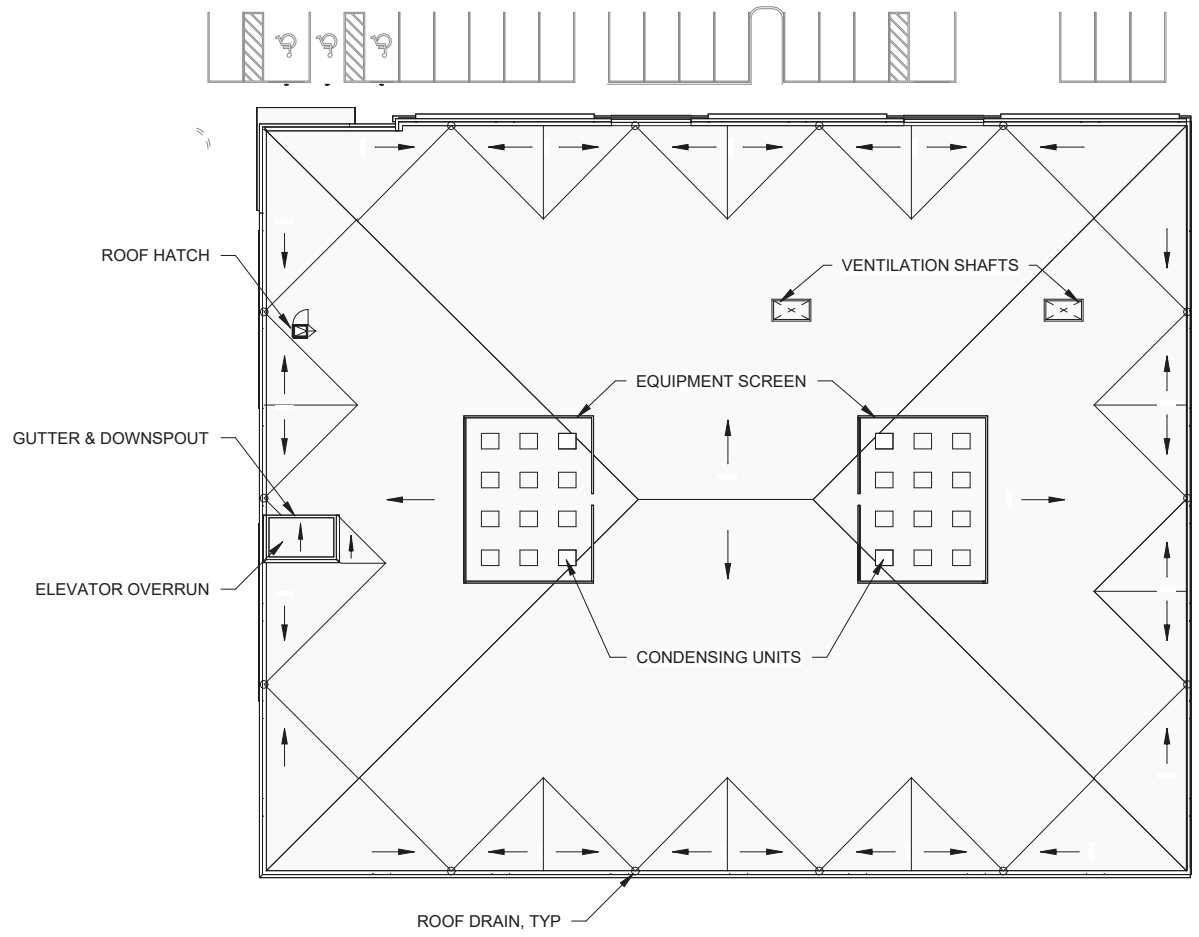 ROOF HATCH
VENTILATION SHAFTS
EQUIPMENT SCREEN
GUTTER & DOWNSPOUT
ELEVATOR OVERRUN
CONDENSING UNITS
ROOF DRAIN, TYP